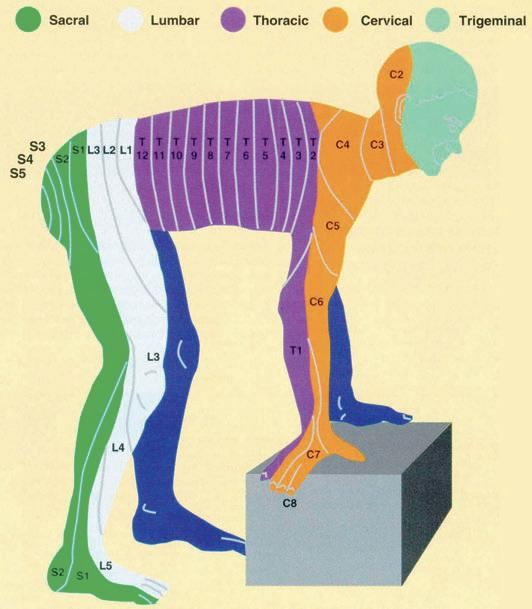 Sacral Lumbar Thoracic Cervical Trigeminal
C2
C4 C3
S3
S4
S5
S2
S1
L3 L2 L1
T T T T T T T T T T T
12 11 10 9 8 7 6 5 4 3 2
C5
C6
L3
T1
L4
C7
C8
L5
S2 S1